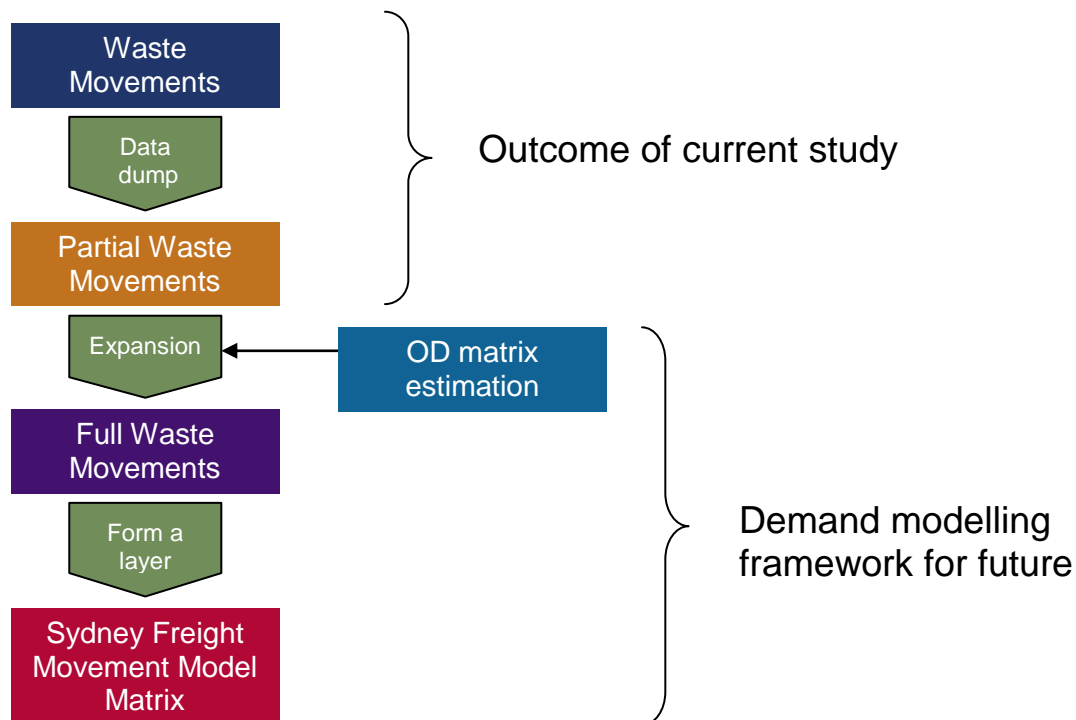 Waste
Movements
Data
dump
Outcome of current study
Partial Waste
Movements
Expansion
OD matrix
estimation
Full Waste
Movements
Form a
layer
Demand modelling
framework for future
Sydney Freight
Movement Model
Matrix